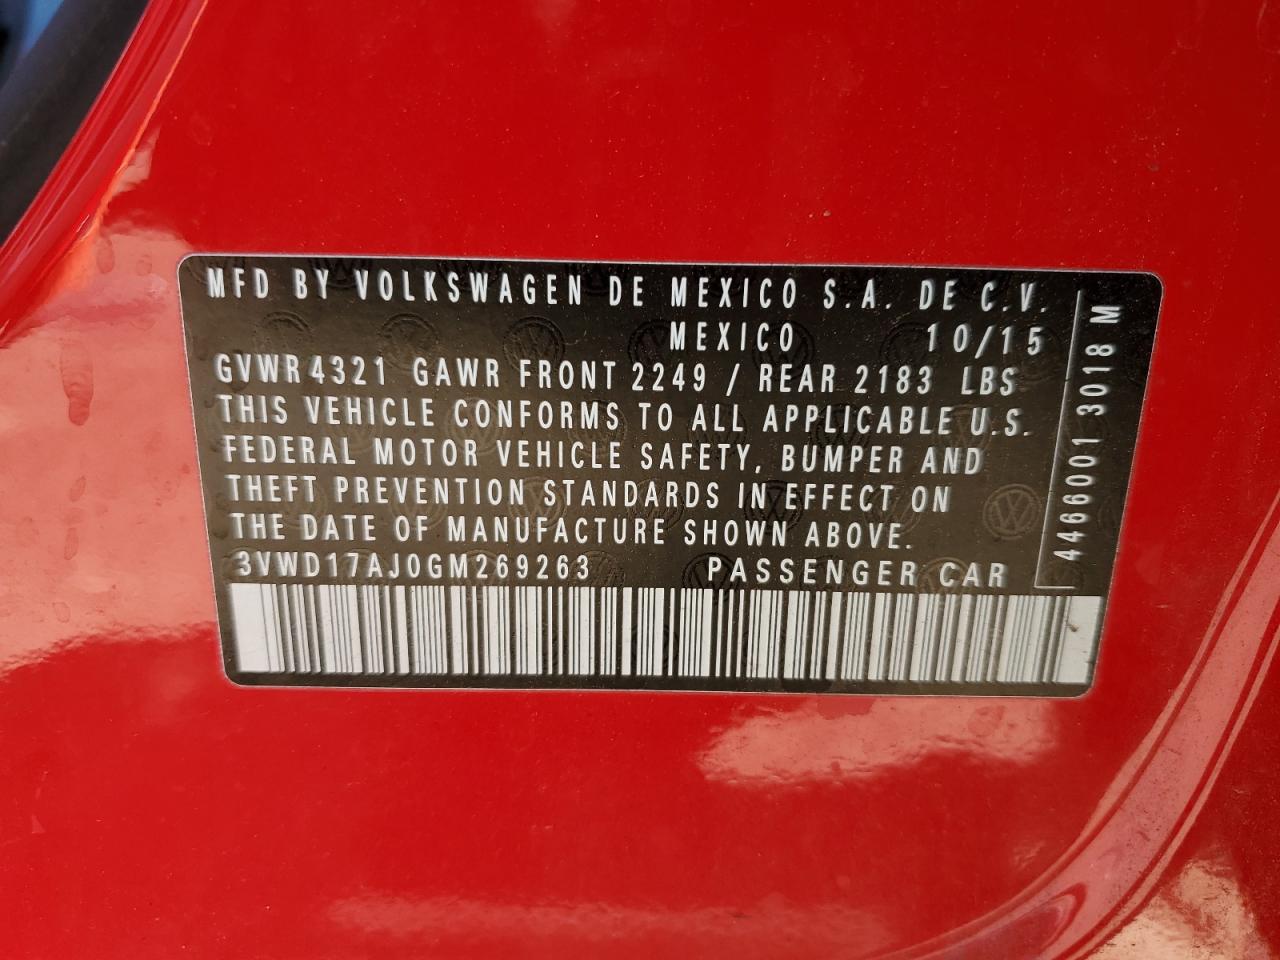 MFD BY VOLKSWAGEN DE MEXICO S.A. DE C.V.
MEXICO 10/15
GVWR 4321 GAWR FRONT 2249 / REAR 2183 LBS
THIS VEHICLE CONFORMS TO ALL APPLICABLE U.S.
FEDERAL MOTOR VEHICLE SAFETY, BUMPER AND
THEFT PREVENTION STANDARDS IN EFFECT ON
THE DATE OF MANUFACTURE SHOWN ABOVE.
3VWD17AJ0GM269263 PASSENGER CAR
446001 3018 M